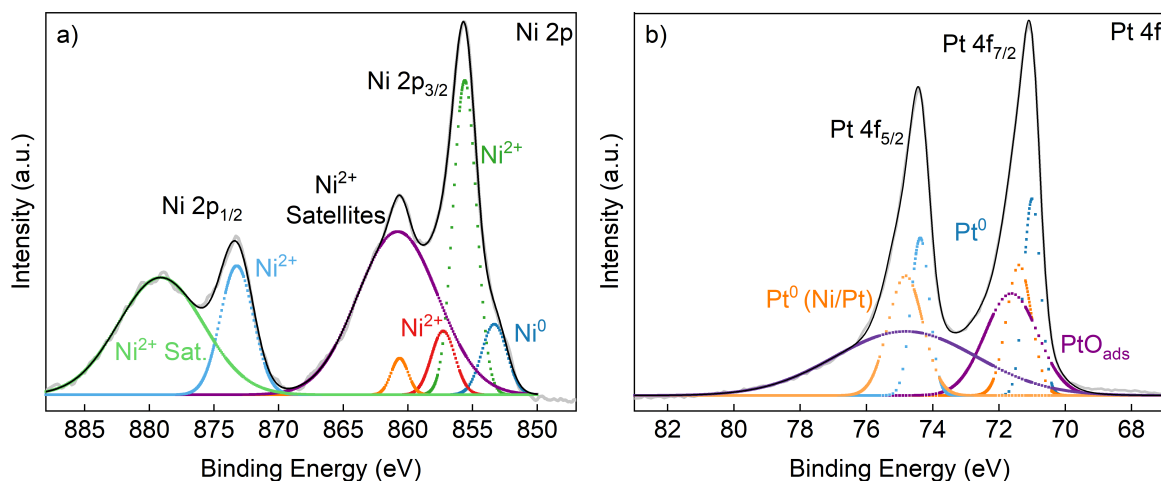 a)
Ni 2p
Ni 2p3/2
Ni2+
Ni2+
Satellites
Ni 2p1/2
Ni2+
Ni2+ Sat.
Ni2+
Ni0
Intensity (a.u.)
885 880 875 870 865 860 855 850
Binding Energy (eV)
b)
Pt 4f
Pt 4f7/2
Pt 4f5/2
Pt0
Pt0 (Ni/Pt)
PtOads
Intensity (a.u.)
82 80 78 76 74 72 70 68
Binding Energy (eV)